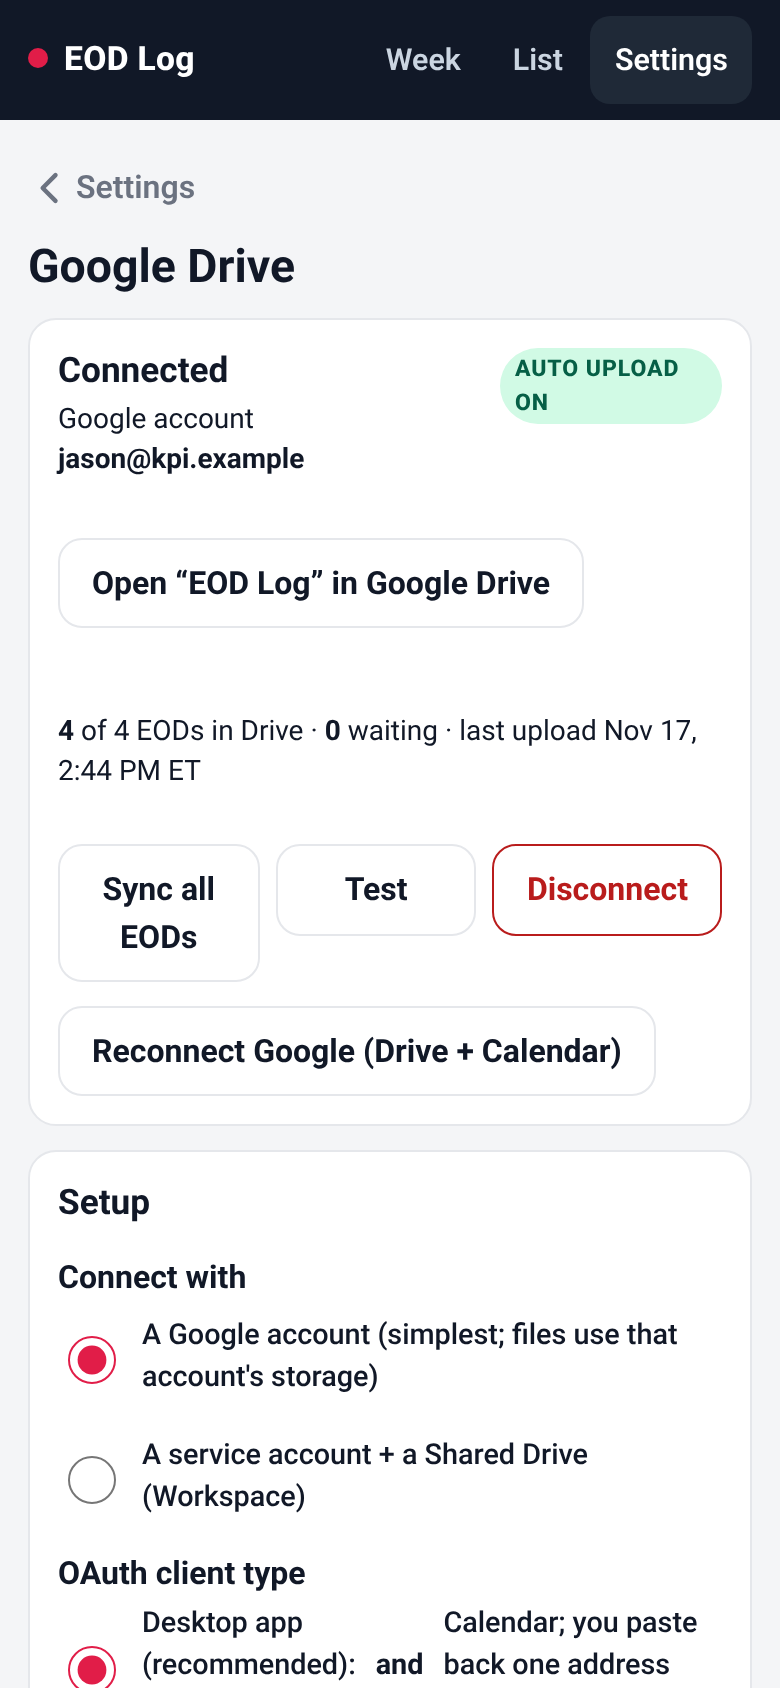 EOD Log
Week
List
Settings
Settings
Google Drive
Connected
AUTO UPLOAD
ON
Google account
jason@kpi.example
Open “EOD Log” in Google Drive
4 of 4 EODs in Drive · 0 waiting · last upload Nov 17,
2:44 PM ET
Sync all
EODs
Test
Disconnect
Reconnect Google (Drive + Calendar)
Setup
Connect with
A Google account (simplest; files use that
account's storage)
A service account + a Shared Drive
(Workspace)
OAuth client type
Desktop app
(recommended):
and
Calendar; you paste
back one address